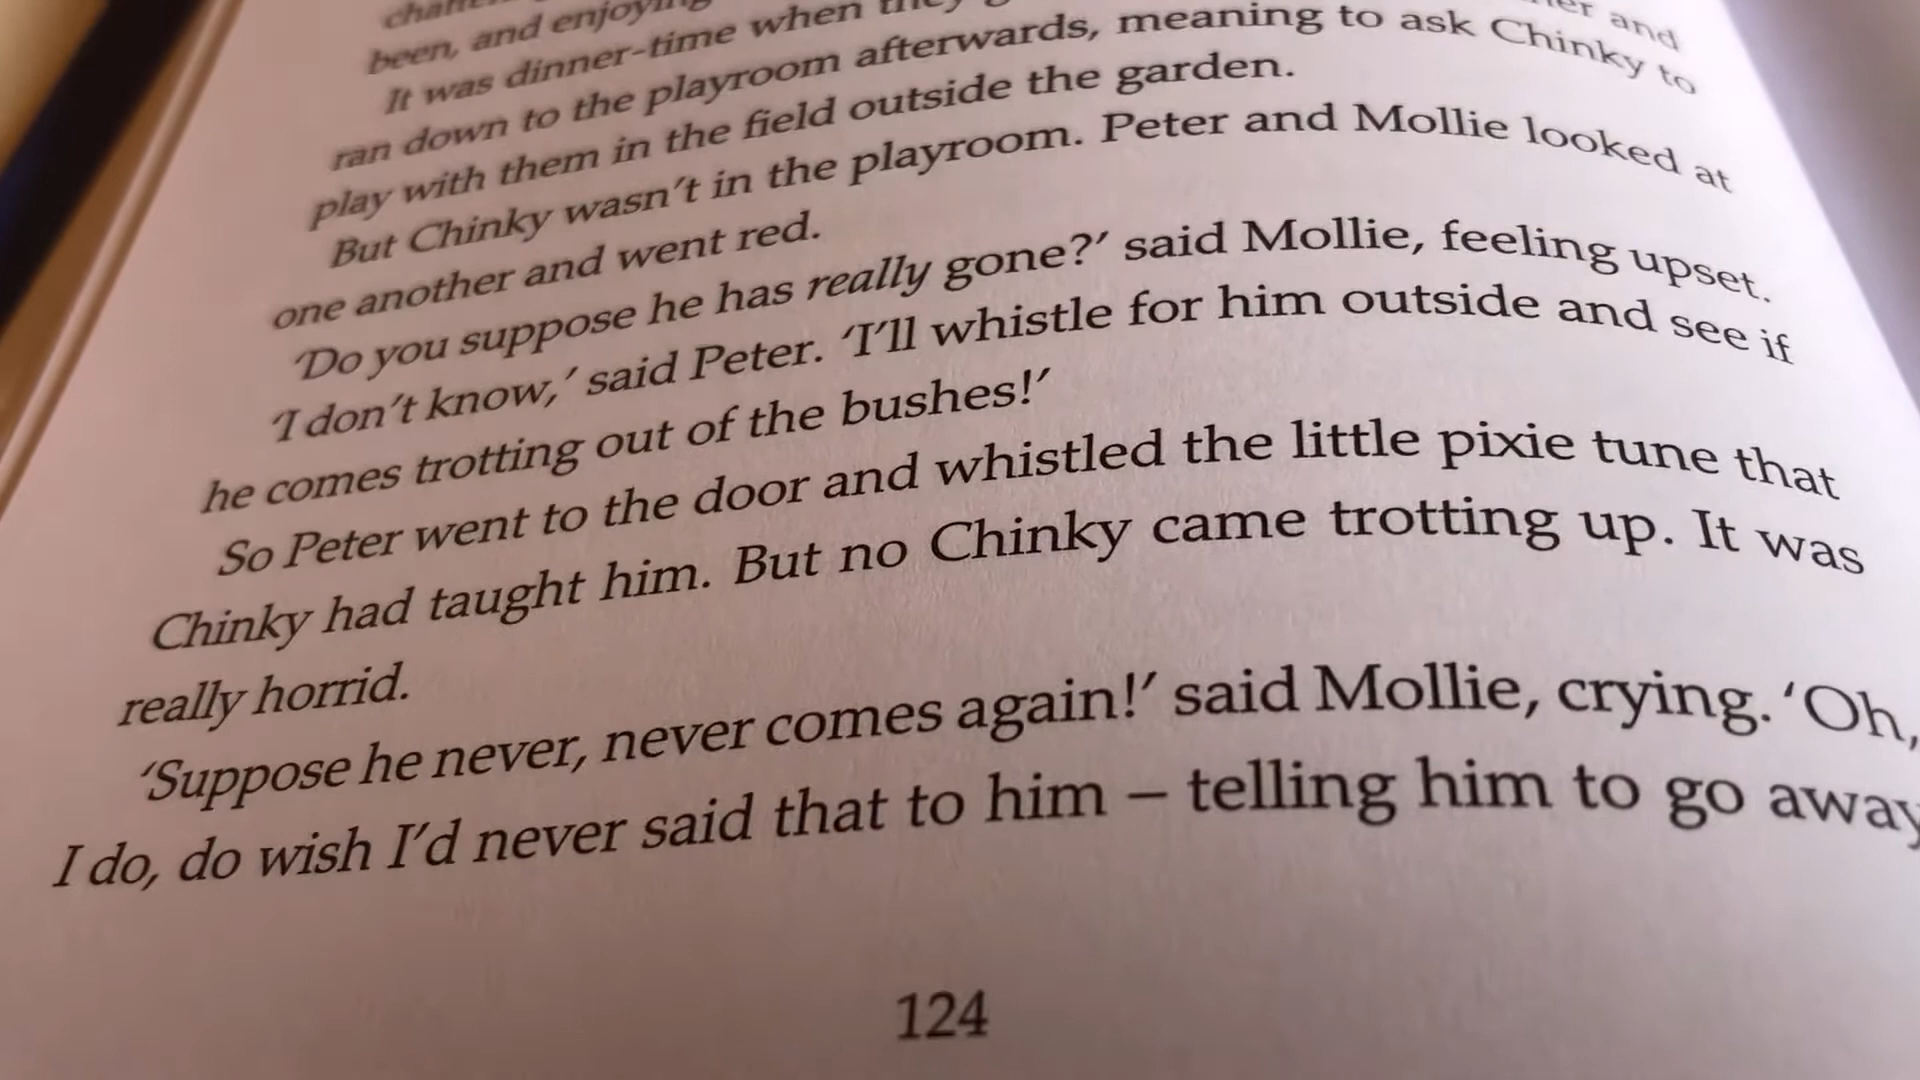 been, and enjoying
It was dinner-time when they
ran down to the playroom afterwards, meaning to ask Chinky to
play with them in the field outside the garden.
But Chinky wasn't in the playroom. Peter and Mollie looked at
one another and went red.
'Do you suppose he has really gone?' said Mollie, feeling upset.
'I don't know,' said Peter. 'I'll whistle for him outside and see if
he comes trotting out of the bushes!'
So Peter went to the door and whistled the little pixie tune that
Chinky had taught him. But no Chinky came trotting up. It was
really horrid.
'Suppose he never, never comes again!' said Mollie, crying. 'Oh,
I do, do wish I'd never said that to him – telling him to go away
124